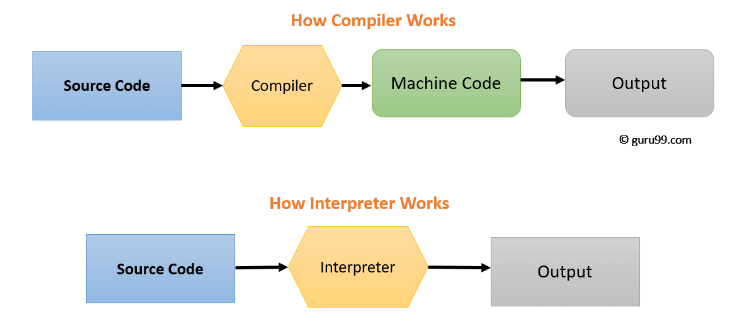 How Compiler Works
Source Code
Compiler
Machine Code
Output
© guru99.com
How Interpreter Works
Source Code
Interpreter
Output